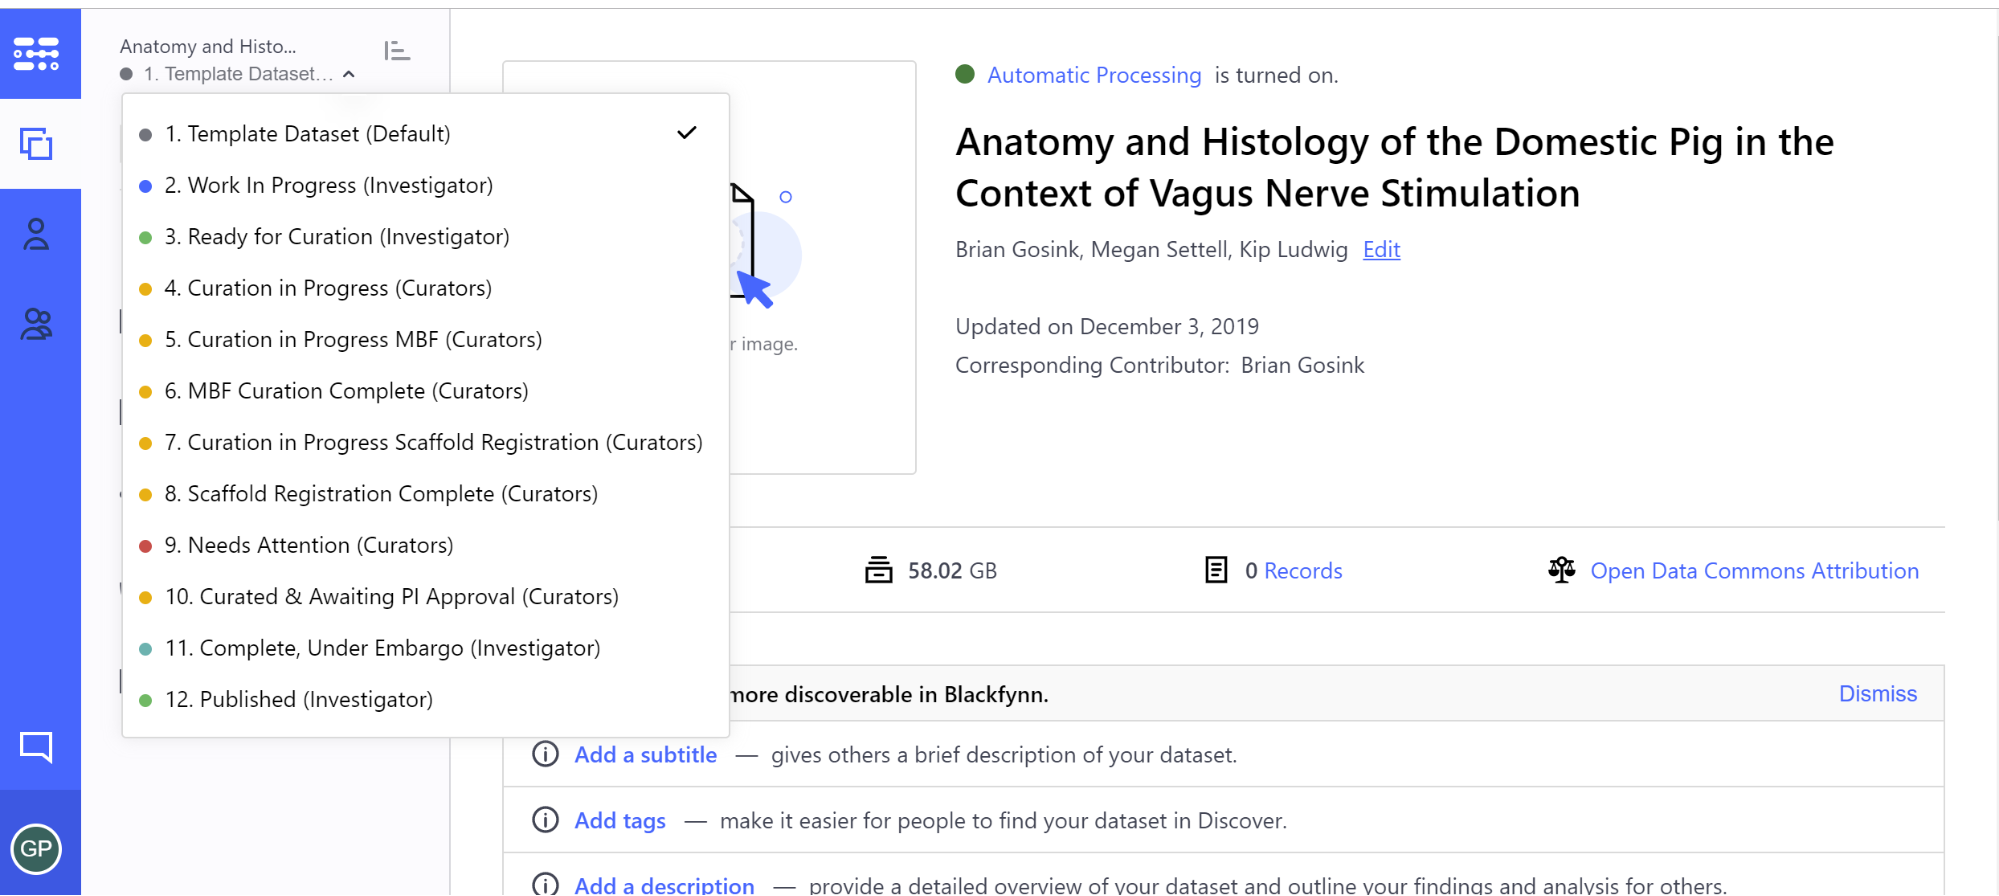 Anatomy and Histo...
1. Template Dataset...
1. Template Dataset (Default)
2. Work In Progress (Investigator)
3. Ready for Curation (Investigator)
4. Curation in Progress (Curators)
5. Curation in Progress MBF (Curators)
6. MBF Curation Complete (Curators)
7. Curation in Progress Scaffold Registration (Curators)
8. Scaffold Registration Complete (Curators)
9. Needs Attention (Curators)
10. Curated & Awaiting PI Approval (Curators)
11. Complete, Under Embargo (Investigator)
12. Published (Investigator)
GP
image.
Automatic Processing is turned on.
Anatomy and Histology of the Domestic Pig in the
Context of Vagus Nerve Stimulation
Brian Gosink, Megan Settell, Kip Ludwig Edit
Updated on December 3, 2019
Corresponding Contributor: Brian Gosink
58.02 GB
0 Records
Open Data Commons Attribution
more discoverable in Blackfynn.
Dismiss
Add a subtitle — gives others a brief description of your dataset.
Add tags — make it easier for people to find your dataset in Discover.
Add a description — provide a detailed overview of your dataset and outline your findings and analysis for others.